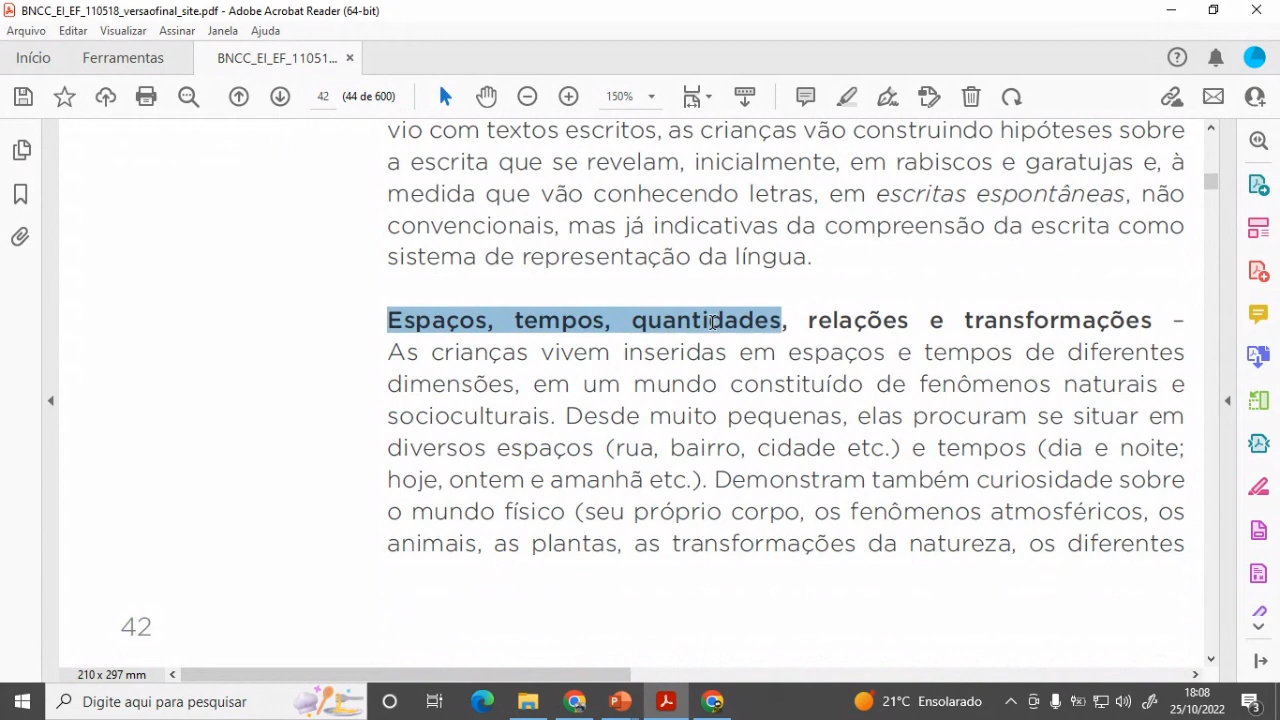 BNCC_EI_EF_110518_versaofinal_site.pdf - Adobe Acrobat Reader (64-bit)
Arquivo Editar Visualizar Assinar Janela Ajuda
Início Ferramentas BNCC_EI_EF_11051... ×
42 (44 de 600) 150%
vio com textos escritos, as crianças vão construindo hipóteses sobre
a escrita que se revelam, inicialmente, em rabiscos e garatujas e, à
medida que vão conhecendo letras, em escritas espontâneas, não
convencionais, mas já indicativas da compreensão da escrita como
sistema de representação da língua.
Espaços, tempos, quantidades, relações e transformações –
As crianças vivem inseridas em espaços e tempos de diferentes
dimensões, em um mundo constituído de fenômenos naturais e
socioculturais. Desde muito pequenas, elas procuram se situar em
diversos espaços (rua, bairro, cidade etc.) e tempos (dia e noite;
hoje, ontem e amanhã etc.). Demonstram também curiosidade sobre
o mundo físico (seu próprio corpo, os fenômenos atmosféricos, os
animais, as plantas, as transformações da natureza, os diferentes
42
210 x 297 mm
Digite aqui para pesquisar
21°C Ensolarado
18:08
25/10/2022
3